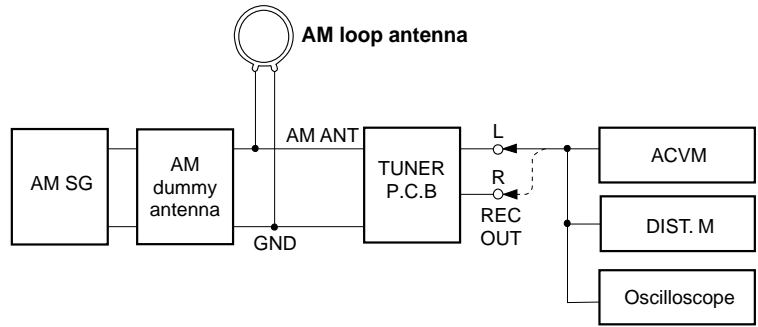 AM loop antenna
AM SG
AM
dummy
antenna
AM ANT
GND
TUNER
P.C.B
L
R
REC
OUT
ACVM
DIST. M
Oscilloscope